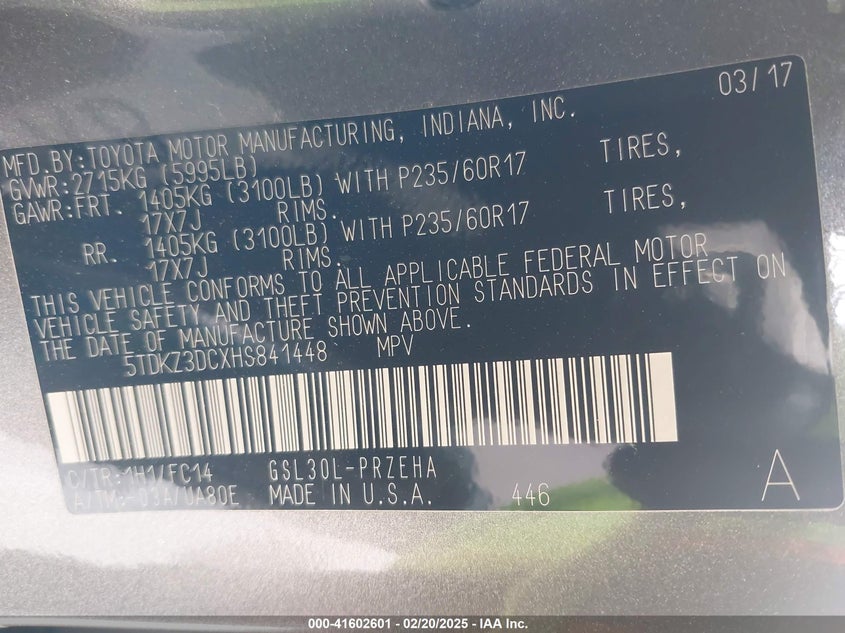 03/17
MFD.BY:TOYOTA MOTOR MANUFACTURING, INDIANA, INC.
GVWR:2715KG (5995LB)
GAWR:FRT. 1405KG (3100LB) WITH P235/60R17 TIRES,
17X7J RIMS.
RR. 1405KG (3100LB) WITH P235/60R17 TIRES,
17X7J RIMS.
THIS VEHICLE CONFORMS TO ALL APPLICABLE FEDERAL MOTOR
VEHICLE SAFETY AND THEFT PREVENTION STANDARDS IN EFFECT ON
THE DATE OF MANUFACTURE SHOWN ABOVE.
5TDKZ3DCXHS841448 MPV
C/TR:1H1/FC14 GSL30L-PRZEHA
A/TM:-03A/UA80E MADE IN U.S.A. 446 A
000-41602601 - 02/20/2025 - IAA Inc.